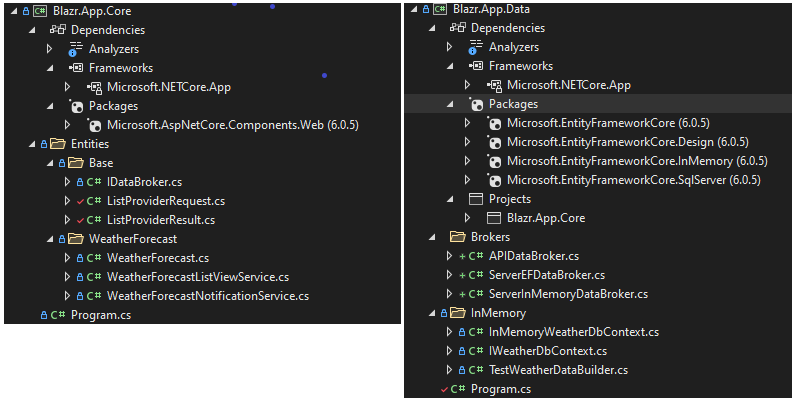 Blazr.App.Core
Dependencies
Analyzers
Frameworks
Microsoft.NETCore.App
Packages
Microsoft.AspNetCore.Components.Web (6.0.5)
Entities
Base
IDataBroker.cs
ListProviderRequest.cs
ListProviderResult.cs
WeatherForecast
WeatherForecast.cs
WeatherForecastListViewService.cs
WeatherForecastNotificationService.cs
Program.cs
Blazr.App.Data
Dependencies
Analyzers
Frameworks
Microsoft.NETCore.App
Packages
Microsoft.EntityFrameworkCore (6.0.5)
Microsoft.EntityFrameworkCore.Design (6.0.5)
Microsoft.EntityFrameworkCore.InMemory (6.0.5)
Microsoft.EntityFrameworkCore.SqlServer (6.0.5)
Projects
Blazr.App.Core
Brokers
APIDataBroker.cs
ServerEFDataBroker.cs
ServerInMemoryDataBroker.cs
InMemory
InMemoryWeatherDbContext.cs
IWeatherDbContext.cs
TestWeatherDataBuilder.cs
Program.cs